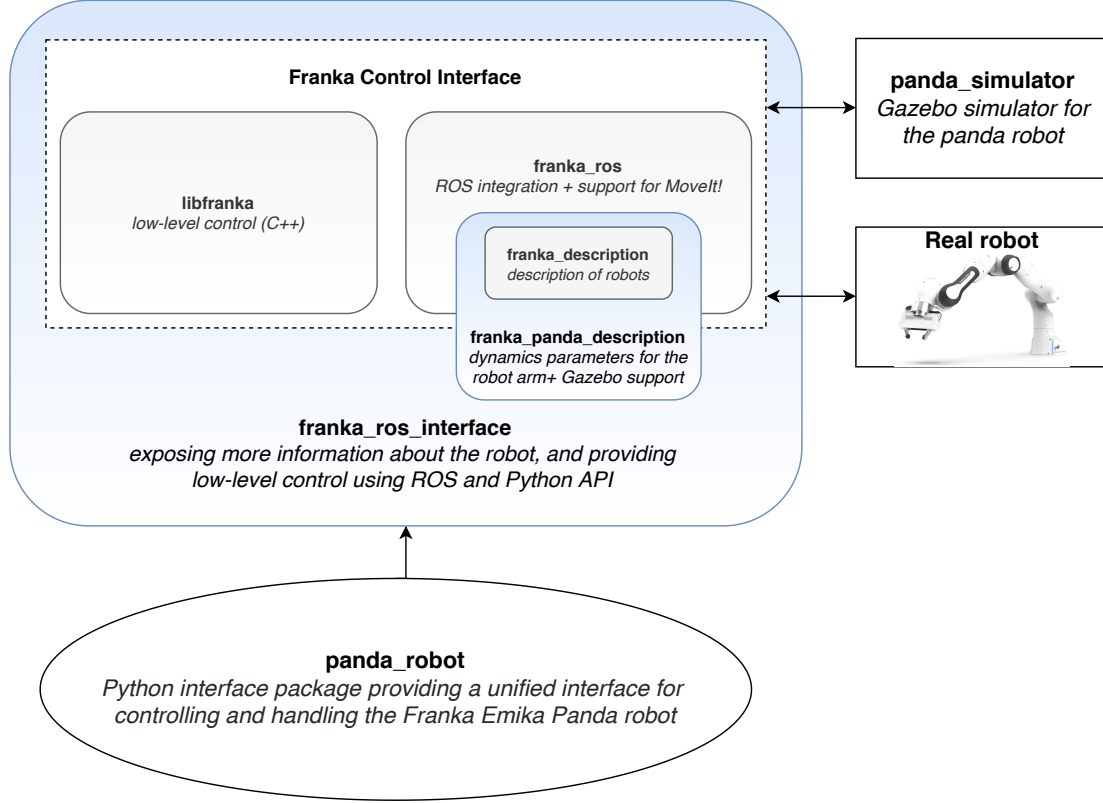 Franka Control Interface
libfranka
low-level control (C++)
franka_ros
ROS integration + support for MoveIt!
franka_description
description of robots
franka_panda_description
dynamics parameters for the
robot arm+ Gazebo support
franka_ros_interface
exposing more information about the robot, and providing
low-level control using ROS and Python API
panda_simulator
Gazebo simulator for
the panda robot
Real robot
panda_robot
Python interface package providing a unified interface for
controlling and handling the Franka Emika Panda robot